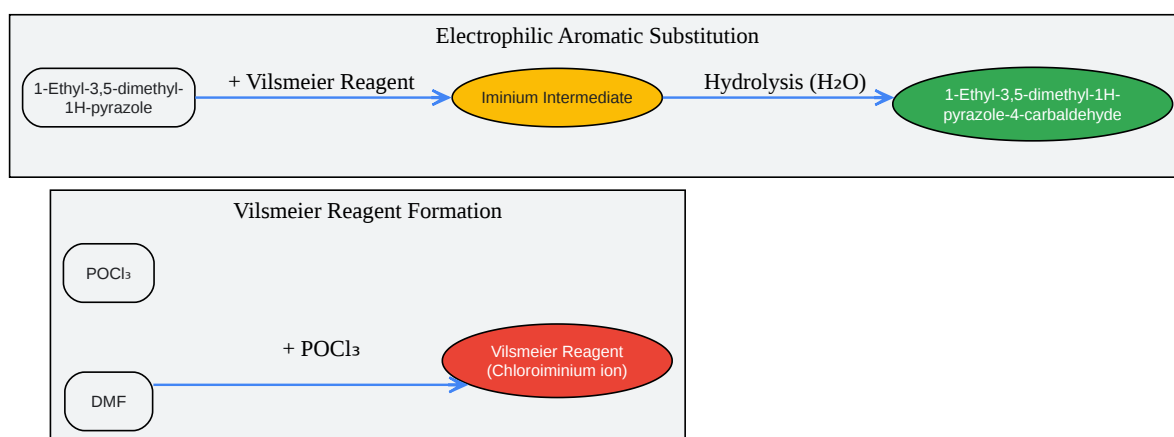 Electrophilic Aromatic Substitution
1-Ethyl-3,5-dimethyl-
1H-pyrazole
+ Vilsmeier Reagent
Iminium Intermediate
Hydrolysis (H₂O)
1-Ethyl-3,5-dimethyl-1H-
pyrazole-4-carbaldehyde
Vilsmeier Reagent Formation
POCl₃
+ POCl₃
Vilsmeier Reagent
(Chloroiminium ion)
DMF